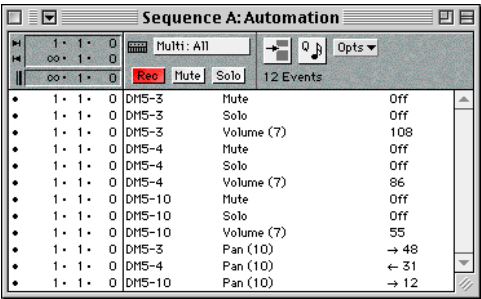 Sequence A: Automation
1· 1· 0
∞· 1· 0
∞· 1· 0
Multi: All
Rec Mute Solo
Opts ▼
12 Events
• 1· 1· 0 DM5-3 Mute Off
• 1· 1· 0 DM5-3 Solo Off
• 1· 1· 0 DM5-3 Volume (7) 108
• 1· 1· 0 DM5-4 Mute Off
• 1· 1· 0 DM5-4 Solo Off
• 1· 1· 0 DM5-4 Volume (7) 86
• 1· 1· 0 DM5-10 Mute Off
• 1· 1· 0 DM5-10 Solo Off
• 1· 1· 0 DM5-10 Volume (7) 55
• 1· 1· 0 DM5-3 Pan (10) → 48
• 1· 1· 0 DM5-4 Pan (10) ← 31
• 1· 1· 0 DM5-10 Pan (10) → 12